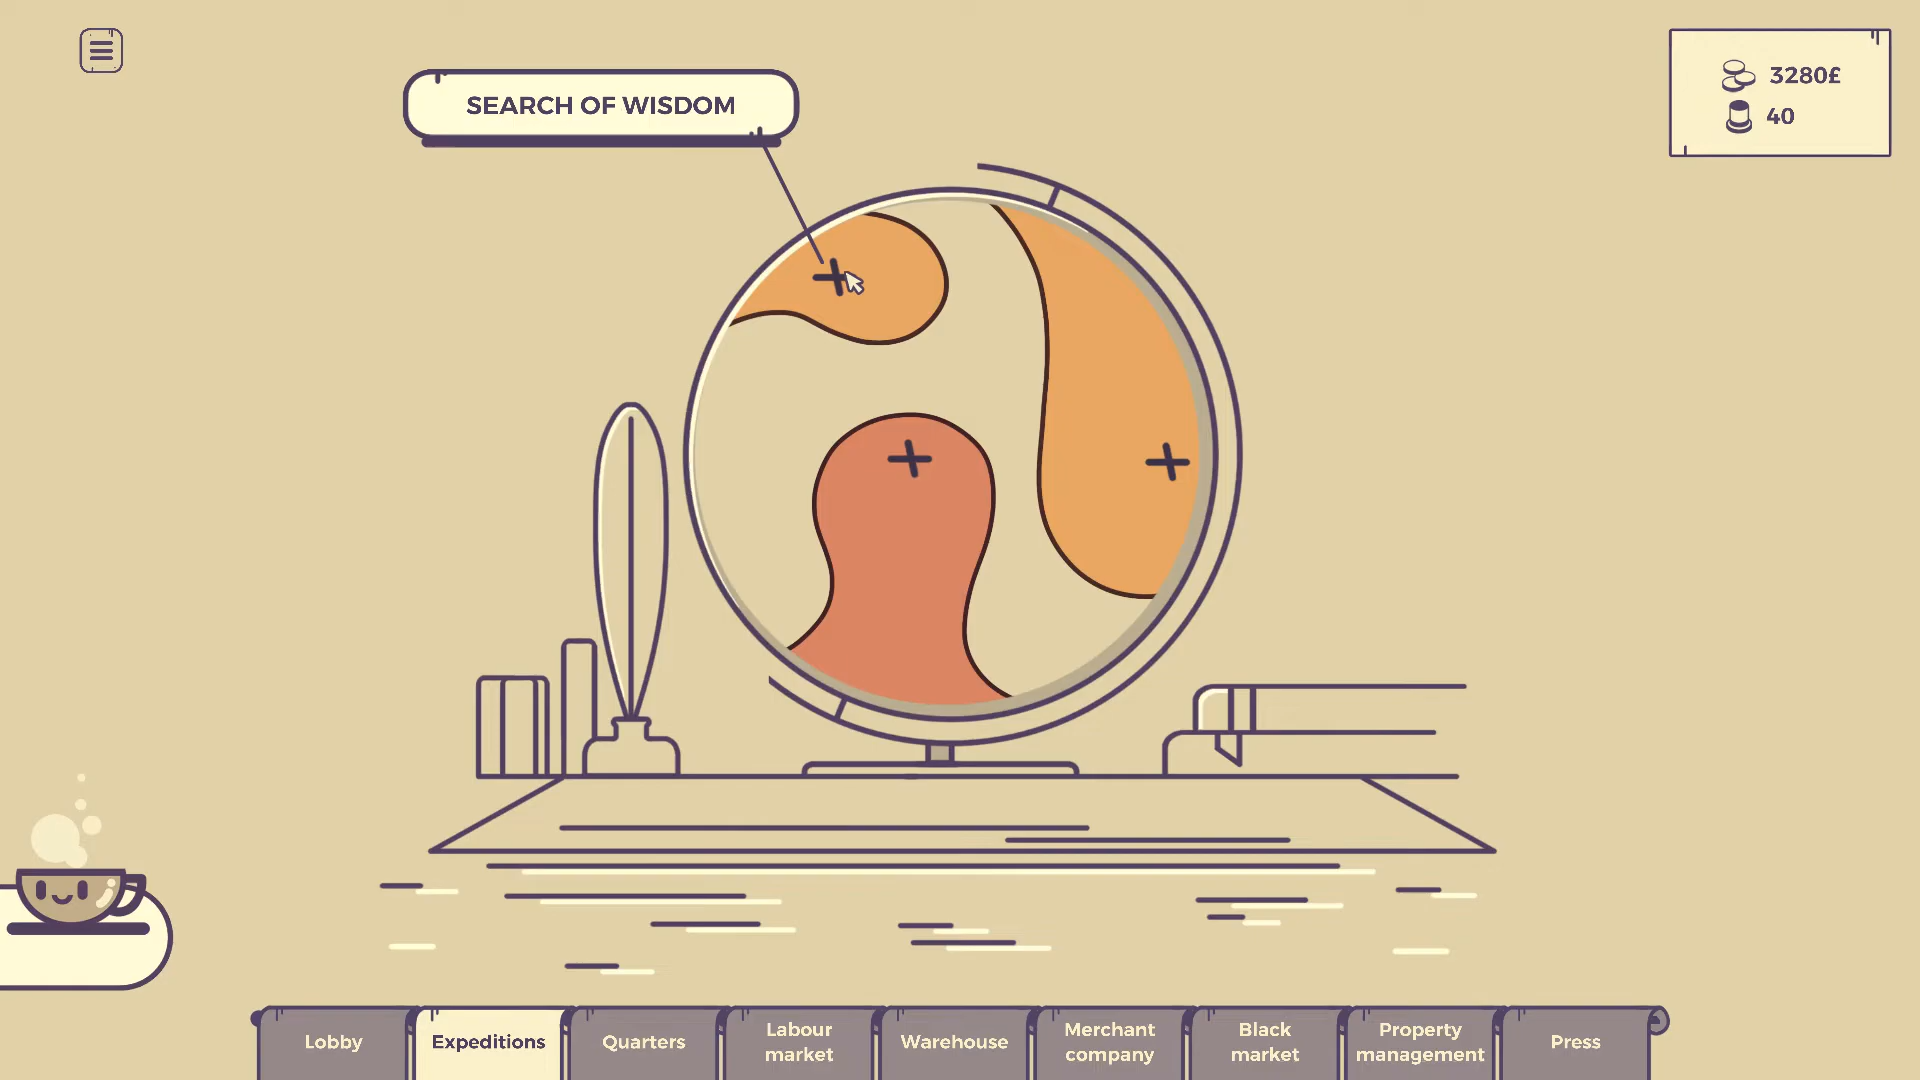 SEARCH OF WISDOM
3280£
40
Lobby
Expeditions
Quarters
Labour
market
Warehouse
Merchant
company
Black
market
Property
management
Press